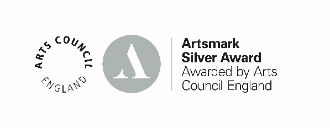 ARTS COUNCIL
ENGLAND
A
Artsmark
Silver Award
Awarded by Arts
Council England